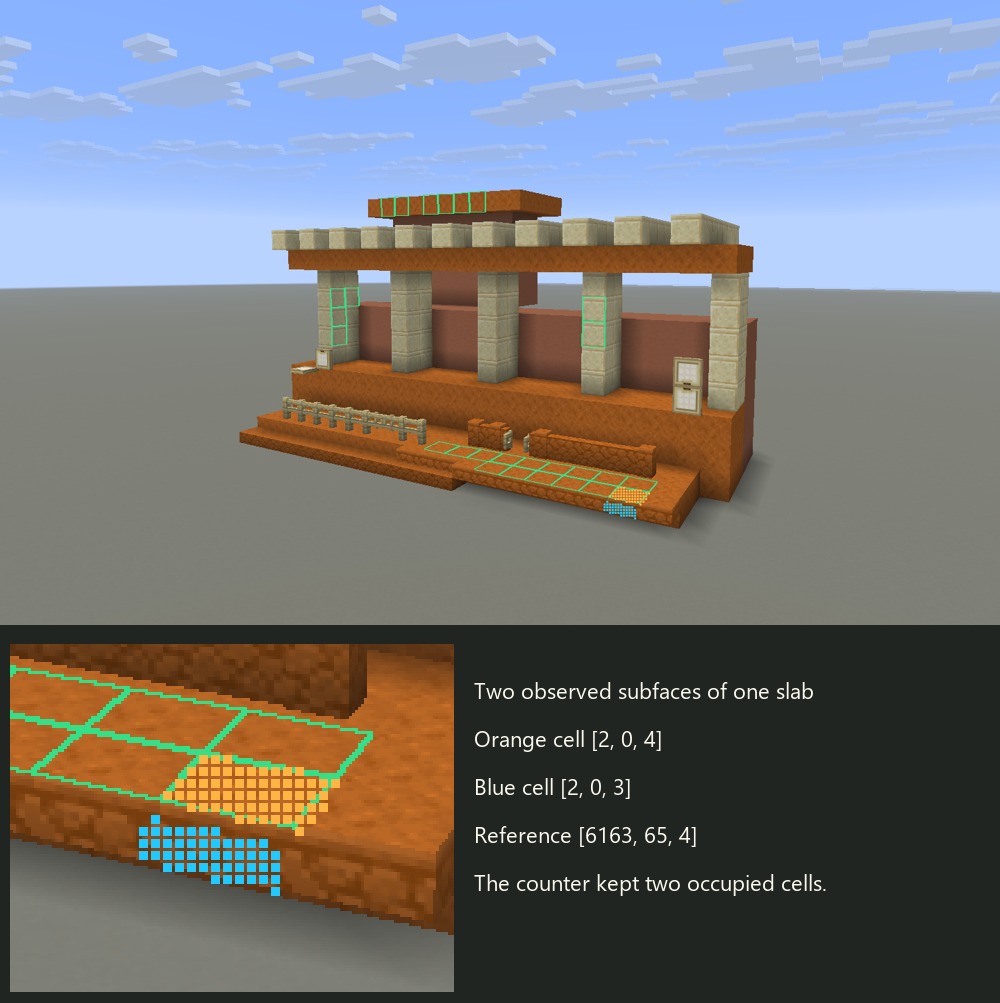 Two observed subfaces of one slab
Orange cell [2, 0, 4]
Blue cell [2, 0, 3]
Reference [6163, 65, 4]
The counter kept two occupied cells.